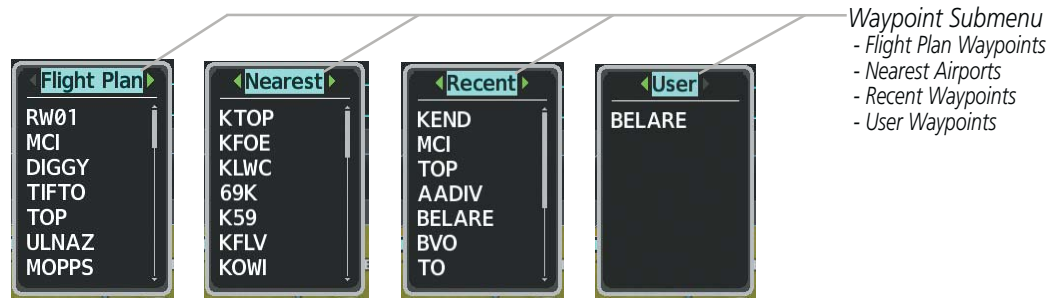 Waypoint Submenu
- Flight Plan Waypoints
- Nearest Airports
- Recent Waypoints
- User Waypoints
Flight Plan
RW01
MCI
DIGGY
TIFTO
TOP
ULNAZ
MOPPS
Nearest
KTOP
KFOE
KLWC
69K
K59
KFLV
KOWI
Recent
KEND
MCI
TOP
AADIV
BELARE
BVO
TO
User
BELARE